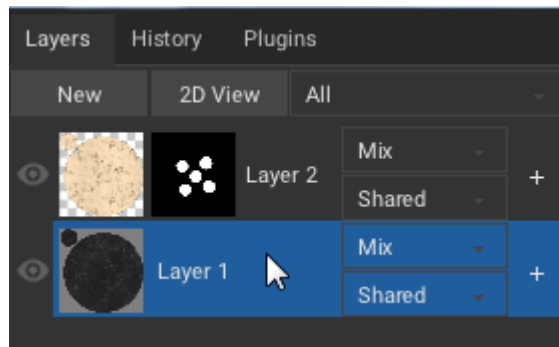 Layers History Plugins
New 2D View All
Mix
Layer 2
Shared
Mix
Layer 1
Shared